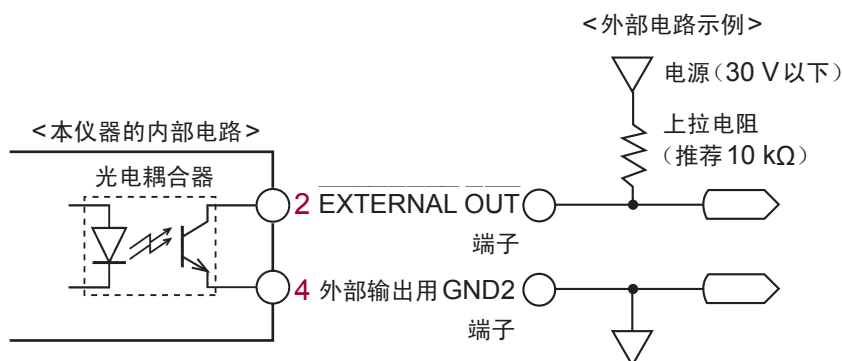 <外部电路示例>
电源（30 V以下）
<本仪器的内部电路>
上拉电阻
（推荐10 kΩ）
光电耦合器
2 EXTERNAL OUT
端子
4 外部输出用GND2
端子